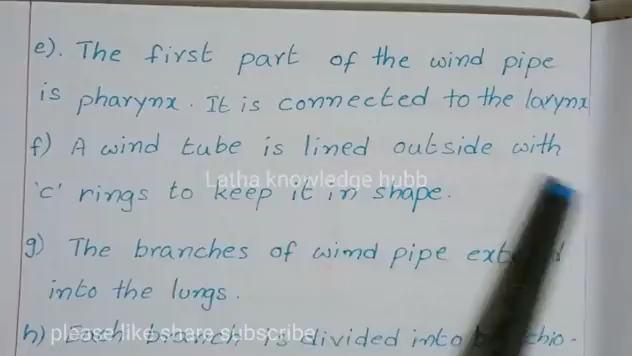 e). The first part of the wind pipe
is pharynx. It is connected to the larynx
f) A wind tube is lined outside with
Latha knowledge hubb
'c' rings to keep it in shape.
g) The branches of wind pipe
into the lungs.
h) Each branch is divided into
please like share subscribe